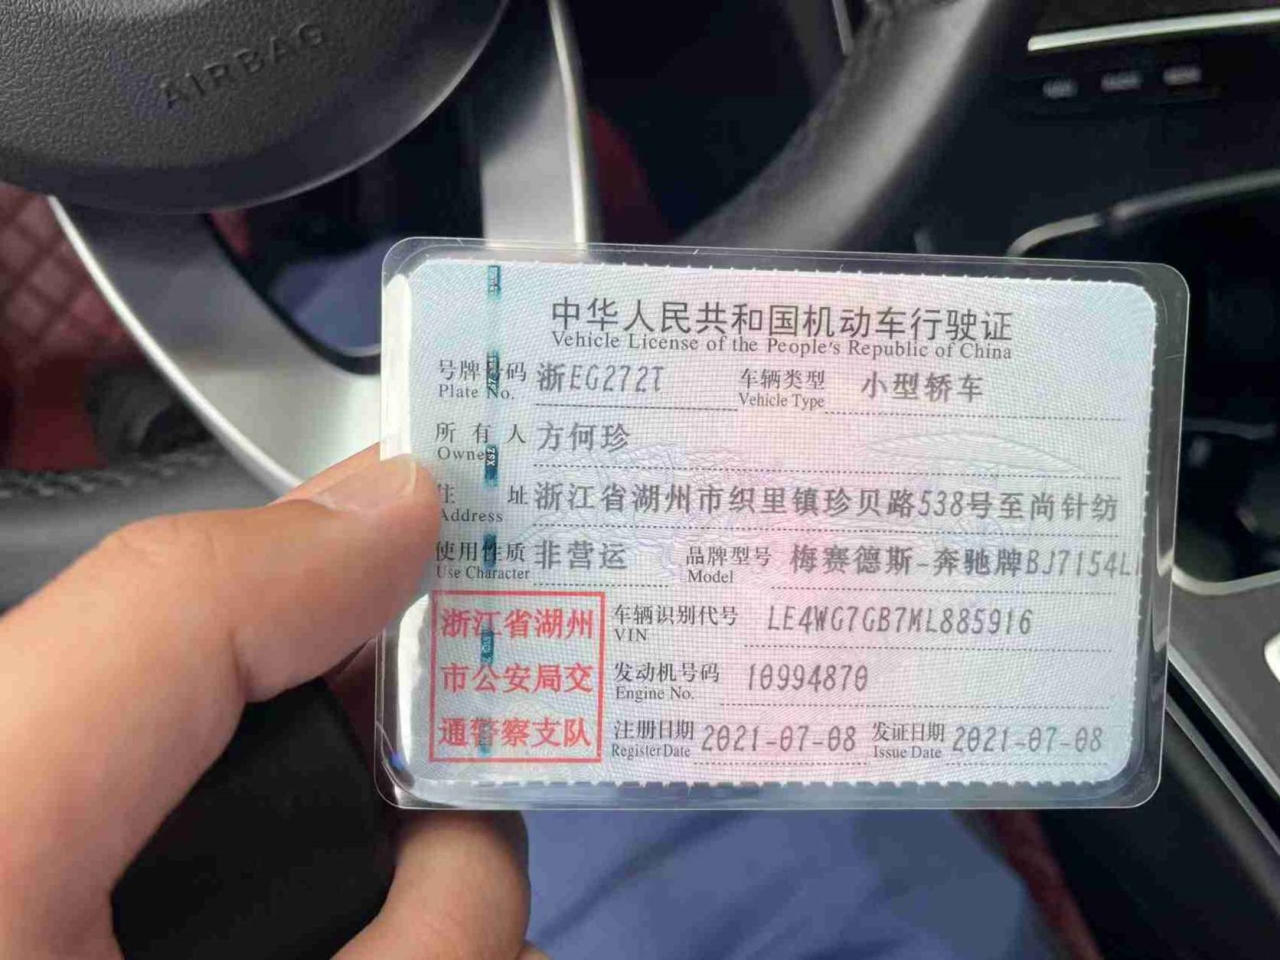 AIRBAG
中华人民共和国机动车行驶证
Vehicle License of the People's Republic of China
号牌号码 浙EG272T 车辆类型 小型轿车
Plate No. Vehicle Type
所有人 方何珍
Owner
住址 浙江省湖州市织里镇珍贝路538号至尚针纺
Address
使用性质 非营运 品牌型号 梅赛德斯-奔驰牌BJ7154L
Use Character Model
浙江省湖州 车辆识别代号 LE4WG7GB7ML885916
VIN
市公安局交 发动机号码 10994870
Engine No.
通警察支队 注册日期 2021-07-08 发证日期 2021-07-08
Register Date Issue Date